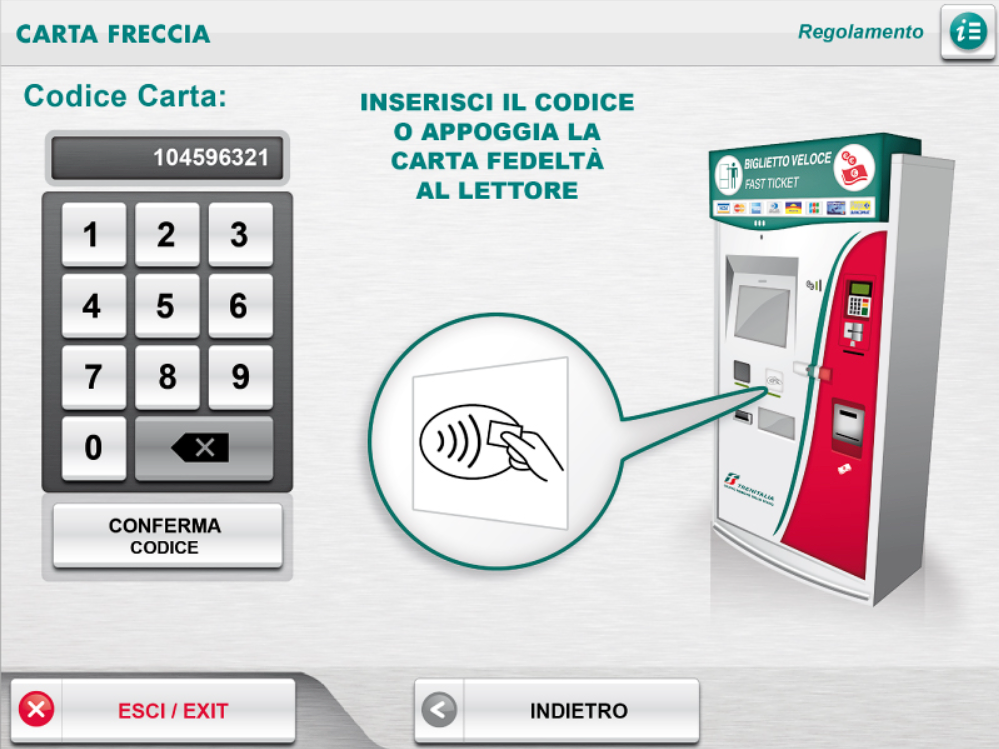 CARTA FRECCIA
Regolamento
Codice Carta:
104596321
INSERISCI IL CODICE
O APPOGGIA LA
CARTA FEDELTÀ
AL LETTORE
1 2 3
4 5 6
7 8 9
0
CONFERMA
CODICE
BIGLIETTO VELOCE
FAST TICKET
TRENITALIA
ESCI / EXIT
INDIETRO